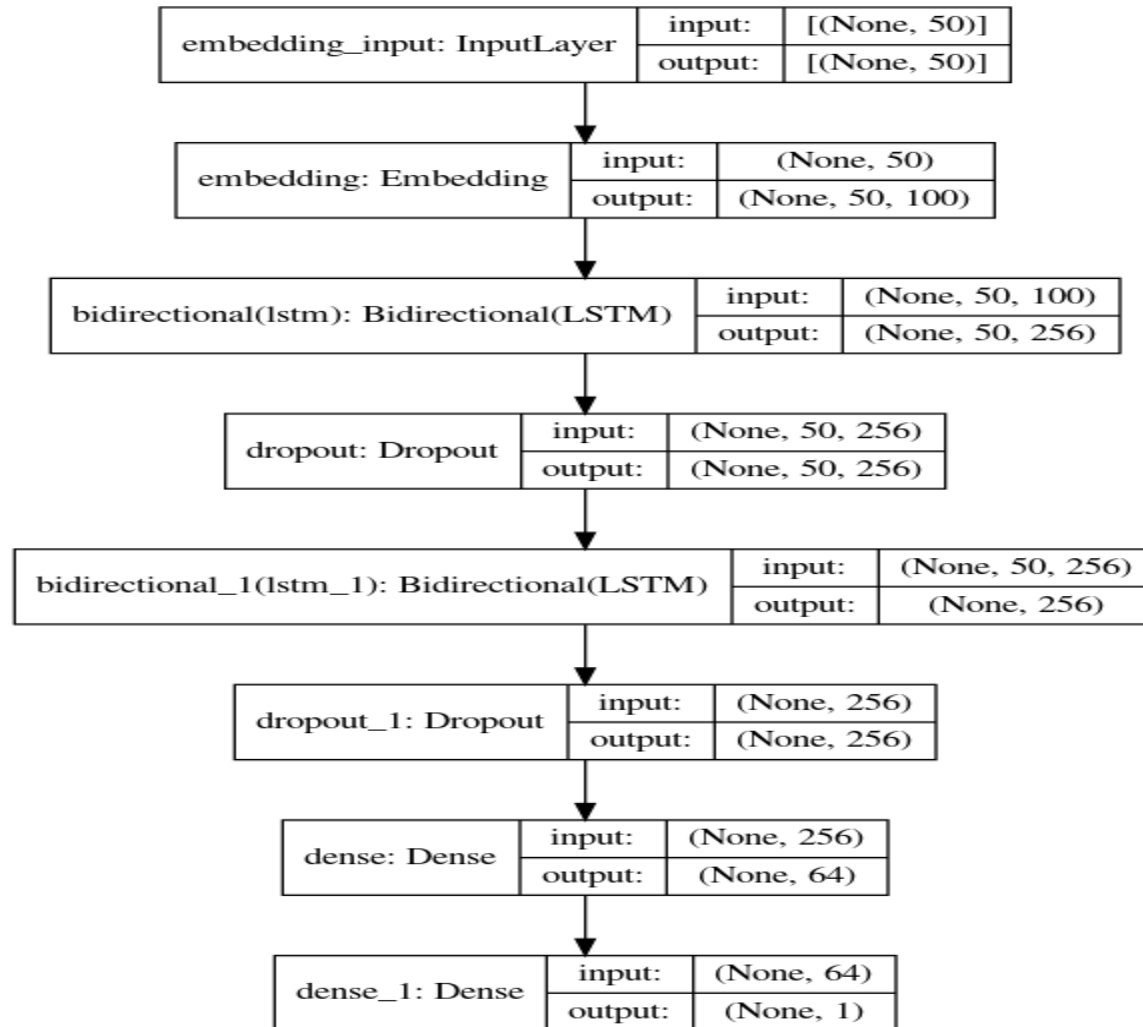 embedding_input: InputLayer
input: [(None, 50)]
output: [(None, 50)]
embedding: Embedding
input: (None, 50)
output: (None, 50, 100)
bidirectional(lstm): Bidirectional(LSTM)
input: (None, 50, 100)
output: (None, 50, 256)
dropout: Dropout
input: (None, 50, 256)
output: (None, 50, 256)
bidirectional_1(lstm_1): Bidirectional(LSTM)
input: (None, 50, 256)
output: (None, 256)
dropout_1: Dropout
input: (None, 256)
output: (None, 256)
dense: Dense
input: (None, 256)
output: (None, 64)
dense_1: Dense
input: (None, 64)
output: (None, 1)